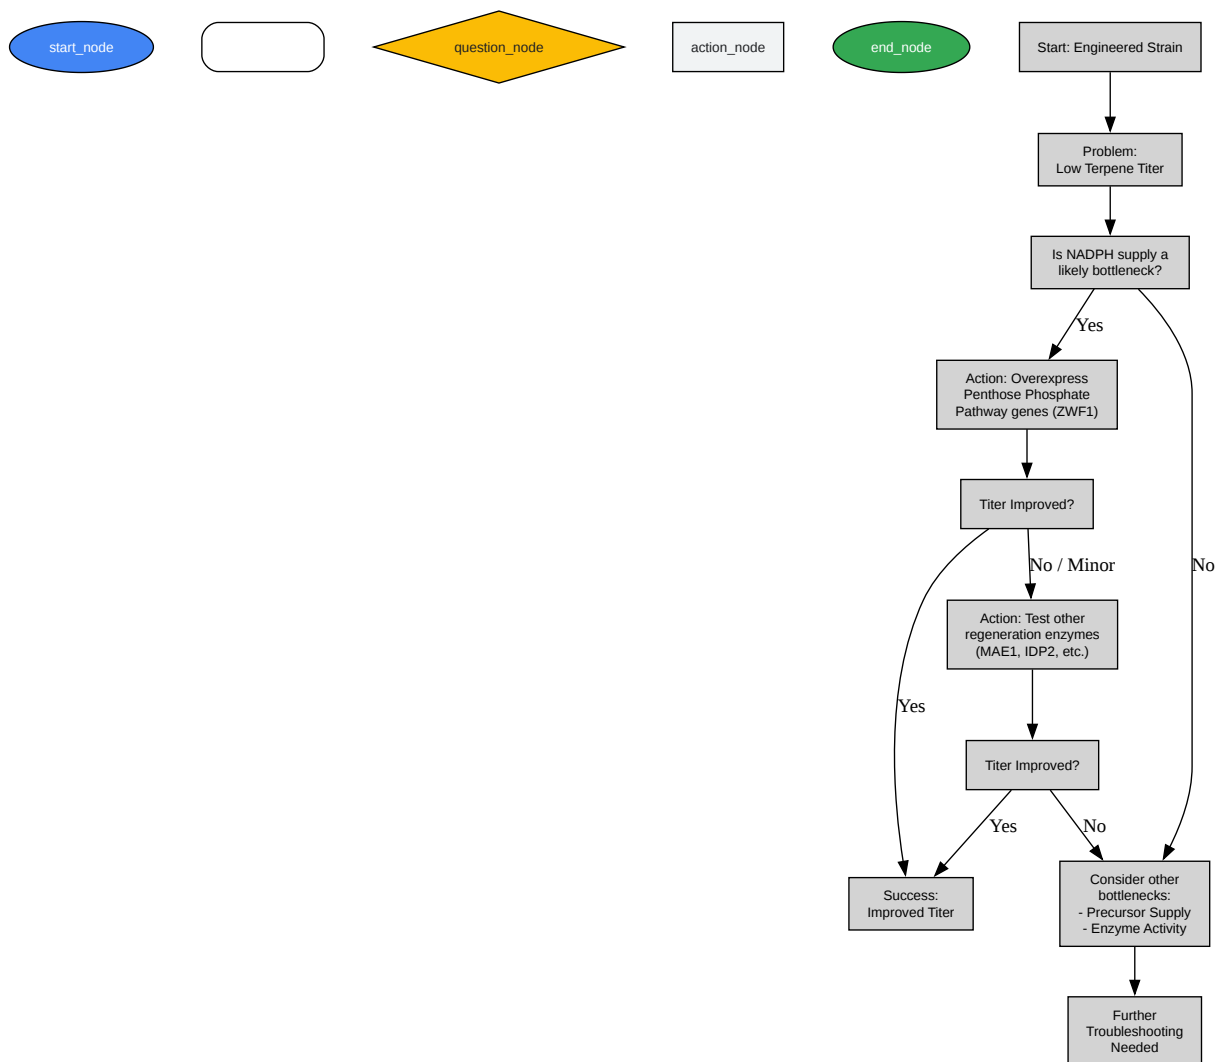 start_node
question_node
action_node
end_node
Start: Engineered Strain
Problem:
Low Terpene Titer
Is NADPH supply a
likely bottleneck?
Yes
Action: Overexpress
Penthose Phosphate
Pathway genes (ZWF1)
Titer Improved?
No / Minor
No
Action: Test other
regeneration enzymes
(MAE1, IDP2, etc.)
Yes
Titer Improved?
Yes
No
Consider other
bottlenecks:
- Precursor Supply
- Enzyme Activity
Success:
Improved Titer
Further
Troubleshooting
Needed